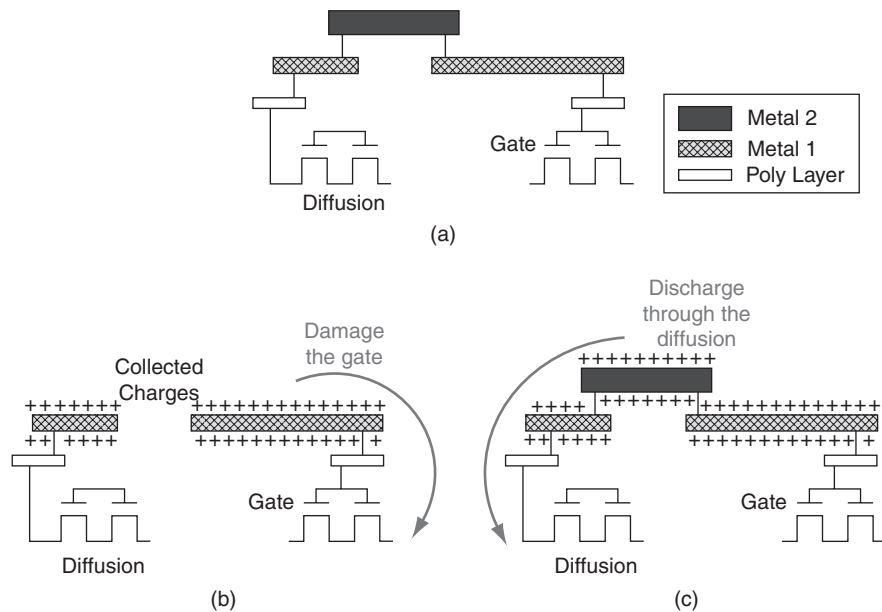 Metal 2
Metal 1
Poly Layer
Gate
Diffusion
(a)
Collected
Charges
Damage
the gate
+++++++
++++++++++++++++
++ ++++
++++++++++++ +
Gate
Diffusion
(b)
Discharge
through the
diffusion
++++++++++
++++
+++++++
+++++++++++++++
++ ++++
++++++++++++ +
Gate
Diffusion
(c)